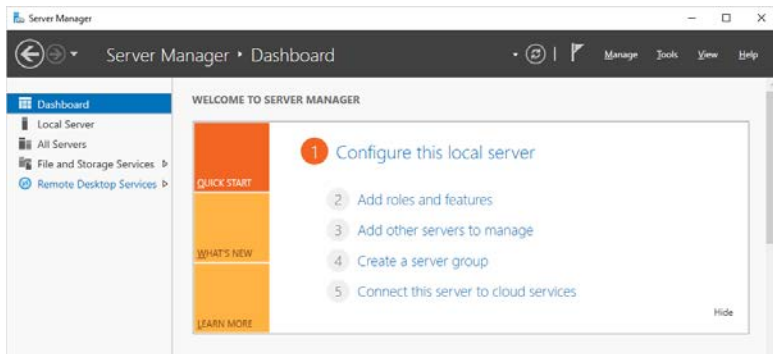 Server Manager
Server Manager • Dashboard
Manage Tools View Help
Dashboard
Local Server
All Servers
File and Storage Services
Remote Desktop Services
WELCOME TO SERVER MANAGER
QUICK START
WHAT'S NEW
LEARN MORE
1 Configure this local server
2 Add roles and features
3 Add other servers to manage
4 Create a server group
5 Connect this server to cloud services
Hide